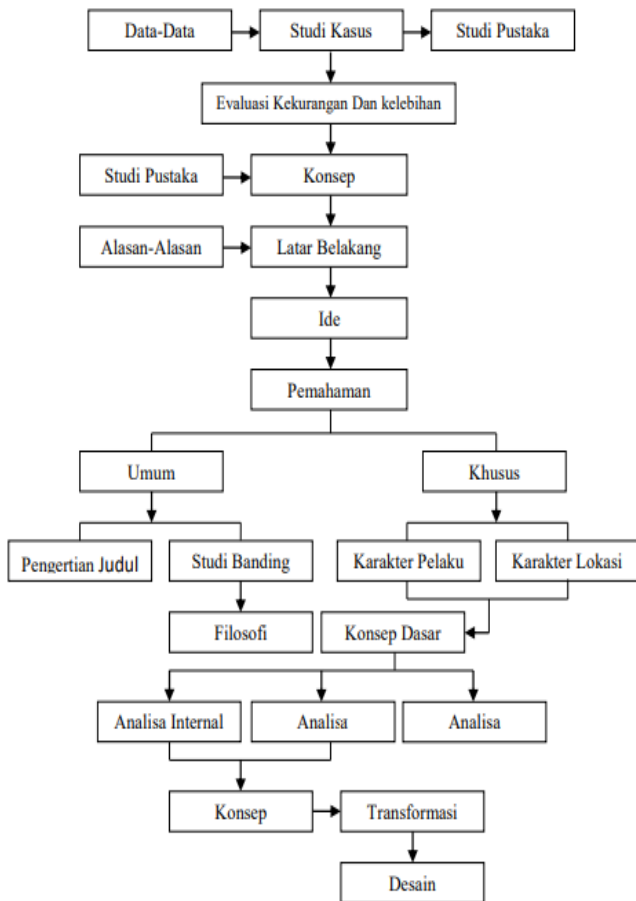 Data-Data
Studi Kasus
Studi Pustaka
Evaluasi Kekurangan Dan kelebihan
Studi Pustaka
Konsep
Alasan-Alasan
Latar Belakang
Ide
Pemahaman
Umum
Khusus
Pengertian Judul
Studi Banding
Karakter Pelaku
Karakter Lokasi
Filosofi
Konsep Dasar
Analisa Internal
Analisa
Analisa
Konsep
Transformasi
Desain